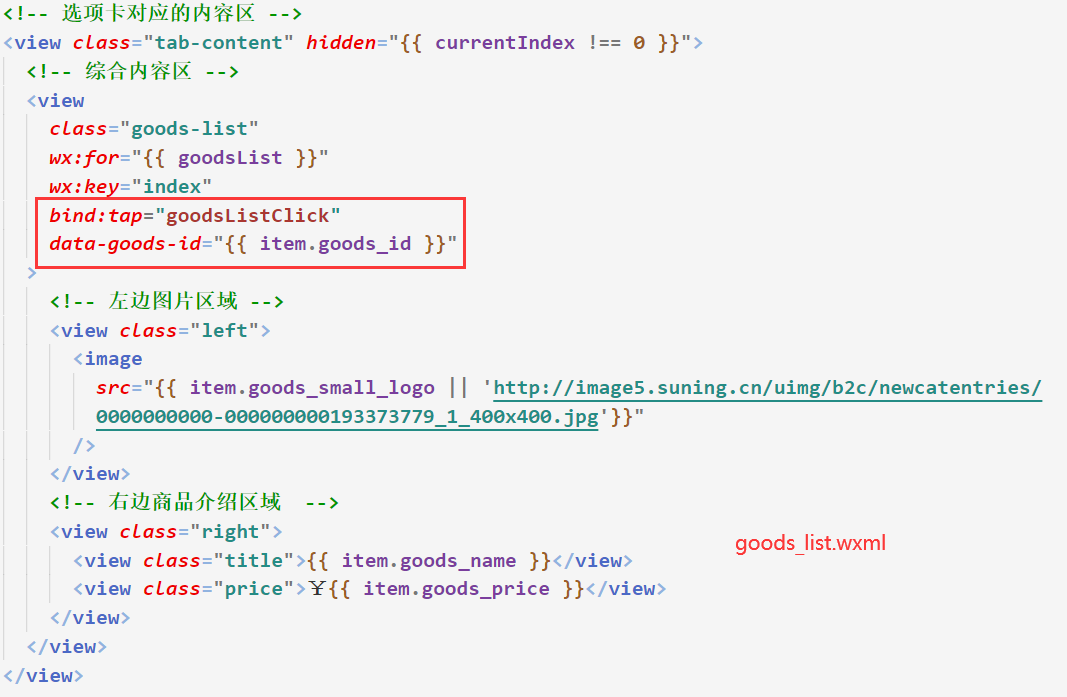 <!-- 选项卡对应的内容区 -->
<view class="tab-content" hidden="{{ currentIndex !== 0 }}">
<!-- 综合内容区 -->
<view
class="goods-list"
wx:for="{{ goodsList }}"
wx:key="index"
bind:tap="goodsListClick"
data-goods-id="{{ item.goods_id }}"
>
<!-- 左边图片区域 -->
<view class="left">
<image
src="{{ item.goods_small_logo || 'http://image5.suning.cn/uimg/b2c/newcatentries/
0000000000-000000000193373779_1_400x400.jpg'}}"
/>
</view>
<!-- 右边商品介绍区域  -->
<view class="right">
<view class="title">{{ item.goods_name }}</view>
<view class="price">¥{{ item.goods_price }}</view>
</view>
</view>
</view>
goods_list.wxml